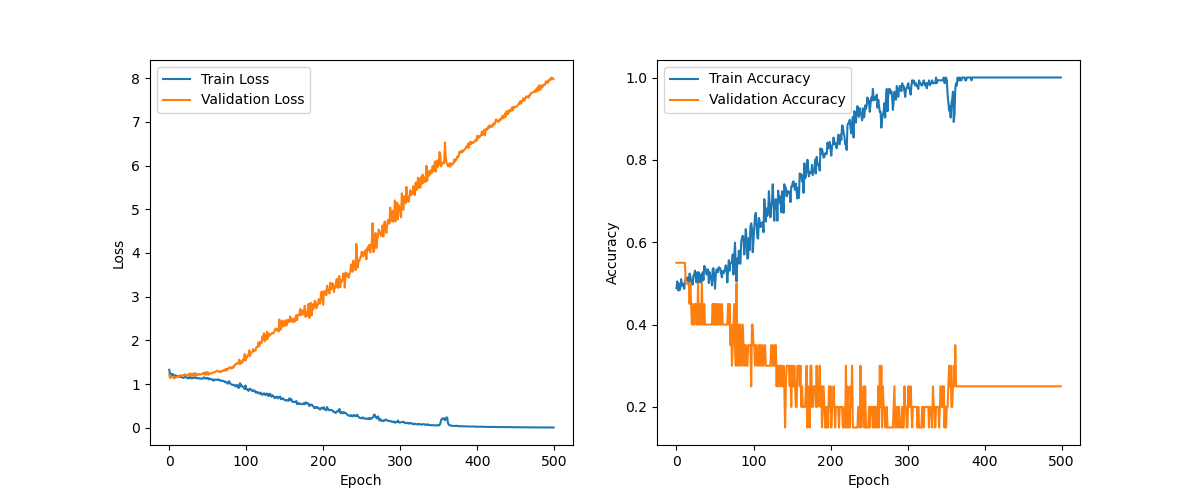 Train Loss
Validation Loss
8
7
6
5
4
3
2
1
0
Loss
0 100 200 300 400 500
Epoch
Train Accuracy
Validation Accuracy
1.0
0.8
0.6
0.4
0.2
Accuracy
0 100 200 300 400 500
Epoch